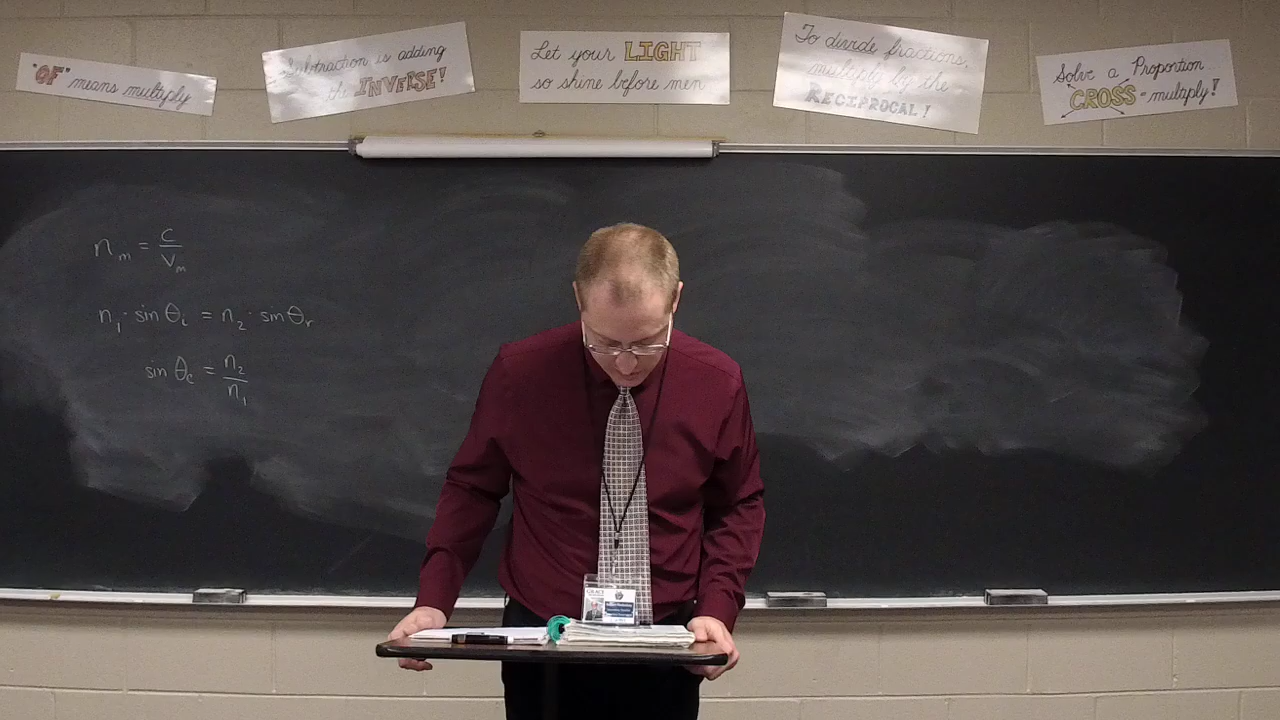 "OF" means multiply
Subtraction is adding
the INVERSE!
Let your LIGHT
so shine before men
To divide fractions,
multiply by the
RECIPROCAL!
Solve a Proportion...
CROSS-multiply!
n_m = c/v_m
n_1 · sin θ_i = n_2 · sin θ_r
sin θ_c = n_2/n_1
GRACE